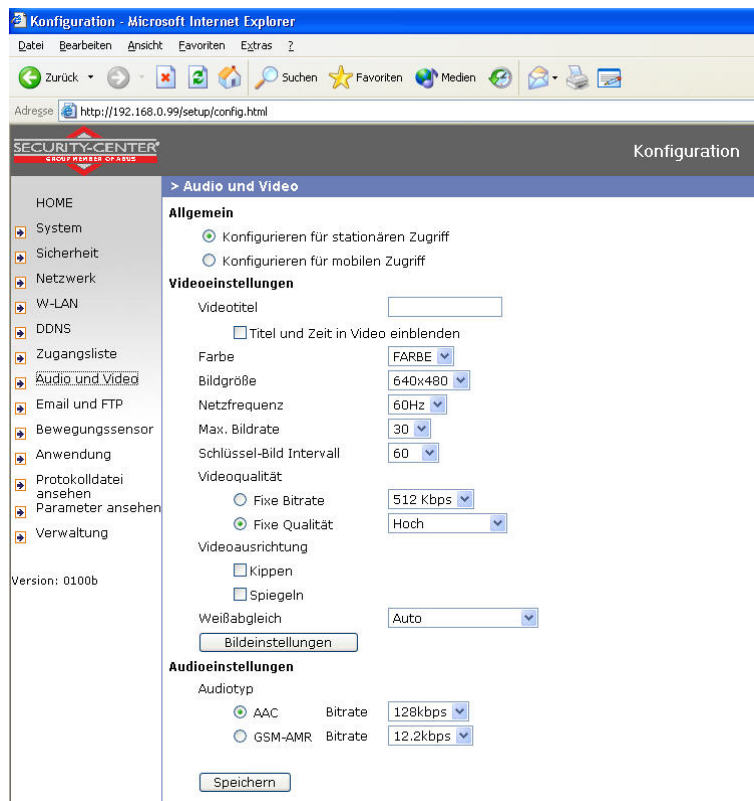 Konfiguration - Microsoft Internet Explorer
Datei Bearbeiten Ansicht Favoriten Extras ?
Zurück Suchen Favoriten Medien
Adresse http://192.168.0.99/setup/config.html
SECURITY-CENTER
GROUP MEMBER OF ABUS
Konfiguration
HOME
System
Sicherheit
Netzwerk
W-LAN
DDNS
Zugangsliste
Audio und Video
Email und FTP
Bewegungssensor
Anwendung
Protokolldatei
ansehen
Parameter ansehen
Verwaltung
Version: 0100b
> Audio und Video
Allgemein
Konfigurieren für stationären Zugriff
Konfigurieren für mobilen Zugriff
Videoeinstellungen
Videotitel
Titel und Zeit in Video einblenden
Farbe FARBE
Bildgröße 640x480
Netzfrequenz 60Hz
Max. Bildrate 30
Schlüssel-Bild Intervall 60
Videoqualität
Fixe Bitrate 512 Kbps
Fixe Qualität Hoch
Videoausrichtung
Kippen
Spiegeln
Weißabgleich Auto
Bildeinstellungen
Audioeinstellungen
Audiotyp
AAC Bitrate 128kbps
GSM-AMR Bitrate 12.2kbps
Speichern